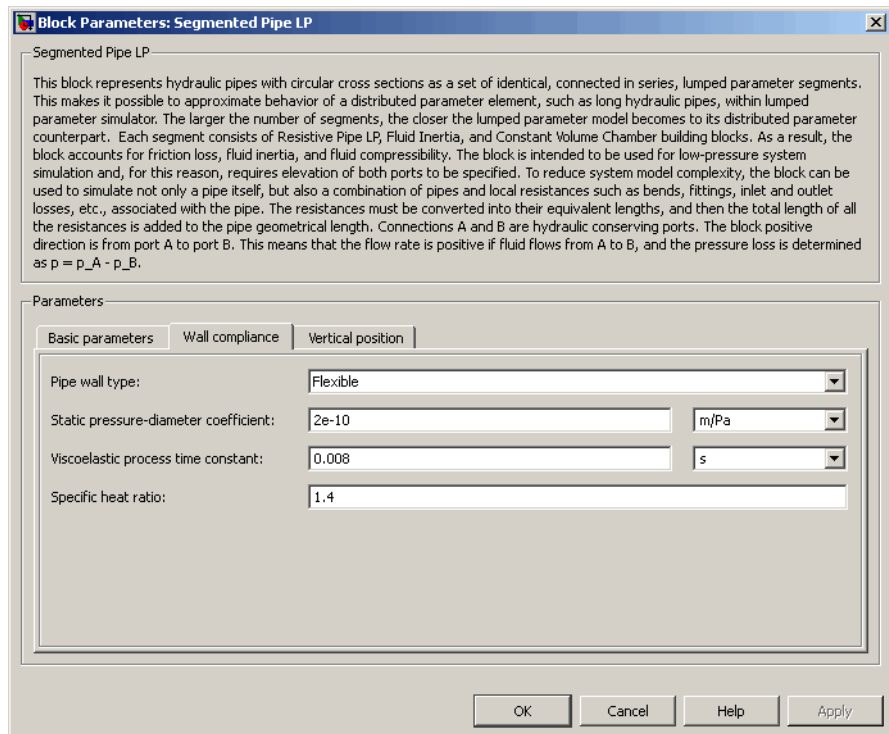 Block Parameters: Segmented Pipe LP
Segmented Pipe LP
This block represents hydraulic pipes with circular cross sections as a set of identical, connected in series, lumped parameter segments.
This makes it possible to approximate behavior of a distributed parameter element, such as long hydraulic pipes, within lumped
parameter simulator. The larger the number of segments, the closer the lumped parameter model becomes to its distributed parameter
counterpart.  Each segment consists of Resistive Pipe LP, Fluid Inertia, and Constant Volume Chamber building blocks. As a result, the
block accounts for friction loss, fluid inertia, and fluid compressibility. The block is intended to be used for low-pressure system
simulation and, for this reason, requires elevation of both ports to be specified. To reduce system model complexity, the block can be
used to simulate not only a pipe itself, but also a combination of pipes and local resistances such as bends, fittings, inlet and outlet
losses, etc., associated with the pipe. The resistances must be converted into their equivalent lengths, and then the total length of all
the resistances is added to the pipe geometrical length. Connections A and B are hydraulic conserving ports. The block positive
direction is from port A to port B. This means that the flow rate is positive if fluid flows from A to B, and the pressure loss is determined
as p = p_A - p_B.
Parameters
Basic parameters Wall compliance Vertical position
Pipe wall type: Flexible
Static pressure-diameter coefficient: 2e-10 m/Pa
Viscoelastic process time constant: 0.008 s
Specific heat ratio: 1.4
OK Cancel Help Apply